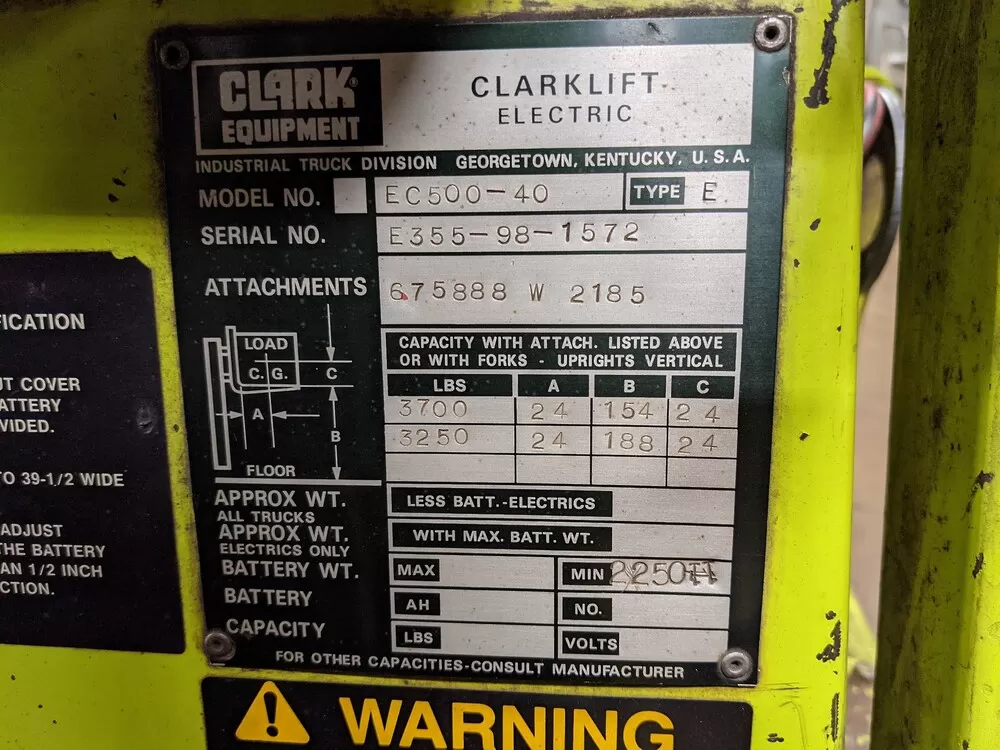 CLARK®
EQUIPMENT
CLARKLIFT
ELECTRIC
INDUSTRIAL TRUCK DIVISION GEORGETOWN, KENTUCKY, U. S. A.
MODEL NO. EC500-40 TYPE E
SERIAL NO. E355-98-1572
ATTACHMENTS 675888 W 2185
LOAD
C. G.
C
A
B
FLOOR
CAPACITY WITH ATTACH. LISTED ABOVE
OR WITH FORKS - UPRIGHTS VERTICAL
LBS A B C
3700 24 154 24
3250 24 188 24
APPROX WT.
ALL TRUCKS
LESS BATT.-ELECTRICS
APPROX WT.
ELECTRICS ONLY
WITH MAX. BATT. WT.
BATTERY WT. MAX MIN 2250#
BATTERY AH NO.
CAPACITY LBS VOLTS
FOR OTHER CAPACITIES-CONSULT MANUFACTURER
WARNING
FICATION
UT COVER
ATTERY
VIDED.
TO 39-1/2 WIDE
ADJUST
THE BATTERY
AN 1/2 INCH
CTION.